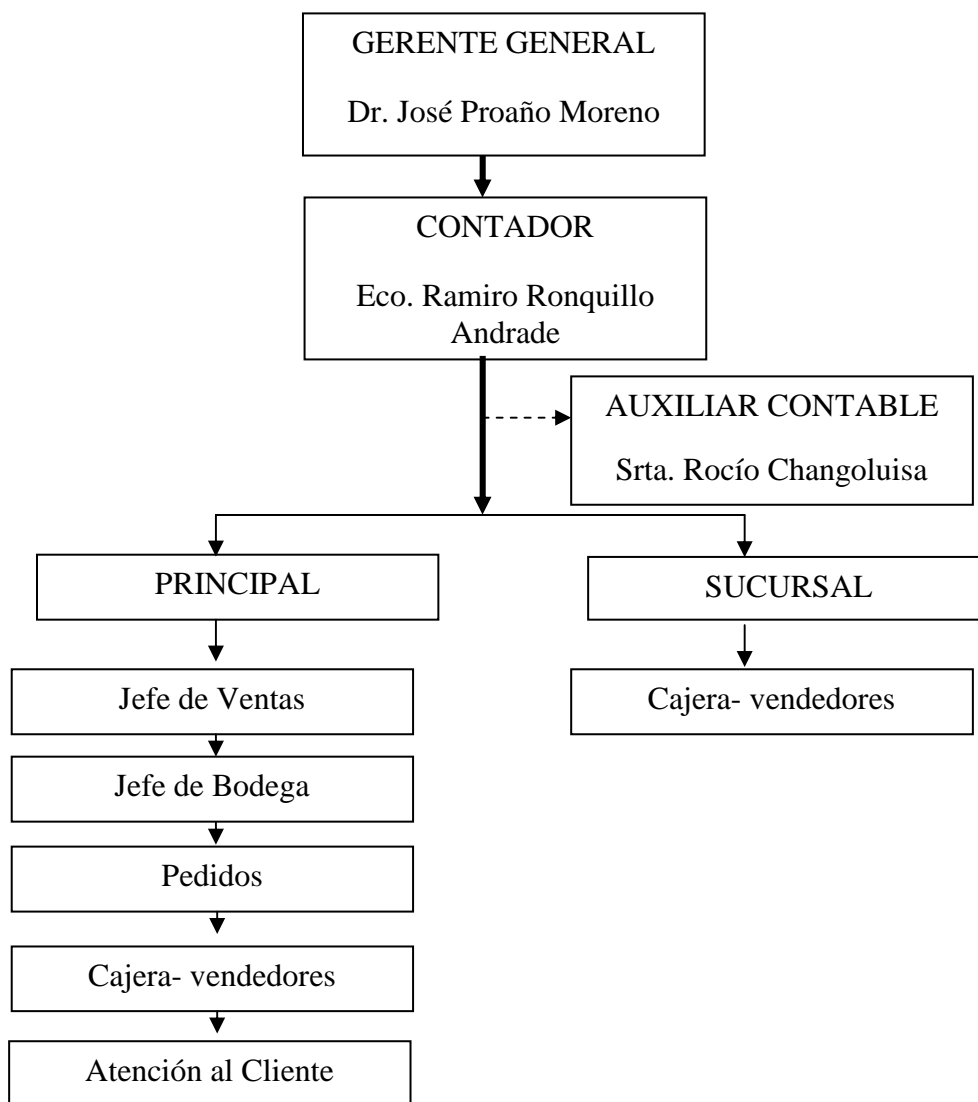 GERENTE GENERAL
Dr. José Proaño Moreno
CONTADOR
Eco. Ramiro Ronquillo
Andrade
AUXILIAR CONTABLE
Srta. Rocío Changoluisa
PRINCIPAL
SUCURSAL
Jefe de Ventas
Cajera- vendedores
Jefe de Bodega
Pedidos
Cajera- vendedores
Atención al Cliente